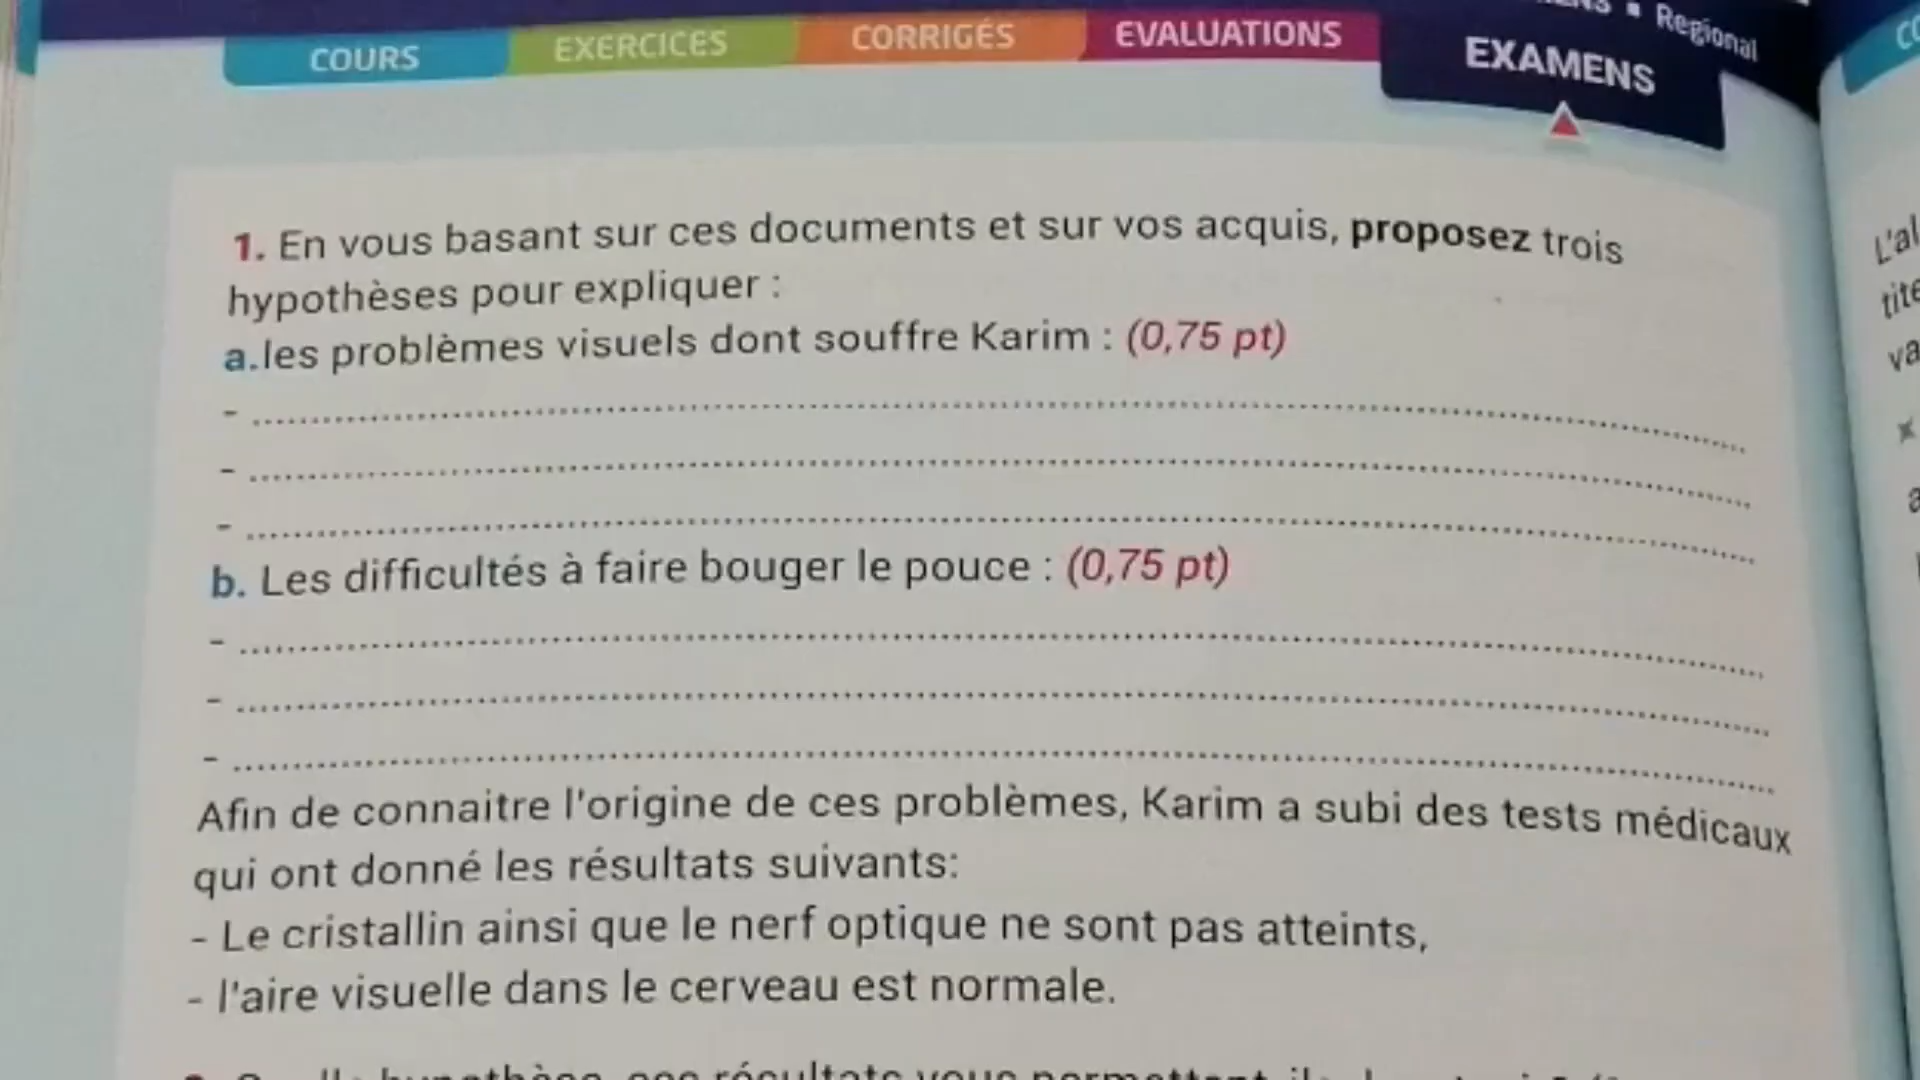 Regional
COURS
EXERCICES
CORRIGÉS
EVALUATIONS
EXAMENS
1. En vous basant sur ces documents et sur vos acquis, proposez trois
hypothèses pour expliquer :
a.les problèmes visuels dont souffre Karim : (0,75 pt)
-
-
-
b. Les difficultés à faire bouger le pouce : (0,75 pt)
-
-
-
Afin de connaitre l'origine de ces problèmes, Karim a subi des tests médicaux
qui ont donné les résultats suivants:
- Le cristallin ainsi que le nerf optique ne sont pas atteints,
- l'aire visuelle dans le cerveau est normale.